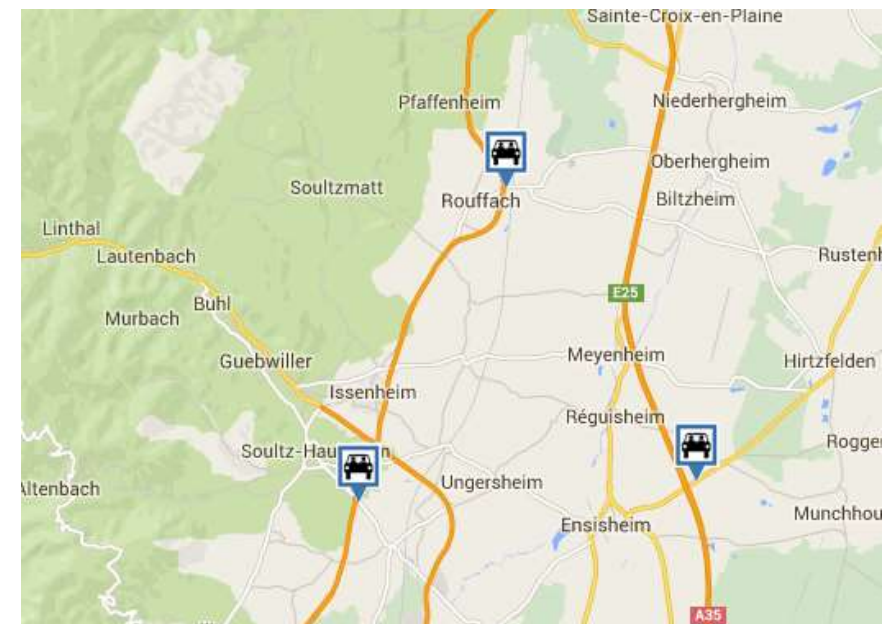 Sainte-Croix-en-Plaine
Pfaffenheim
Niederhergheim
Oberhergheim
Soultzmatt
Rouffach
Biltzheim
Linthal
Lautenbach
Rustenh
E25
Buhl
Murbach
Meyenheim
Guebwiller
Hirtzfelden
Issenheim
Réguisheim
Soultz-Hau
n
Rogge
Ungersheim
Altenbach
Munchhou
Ensisheim
A35